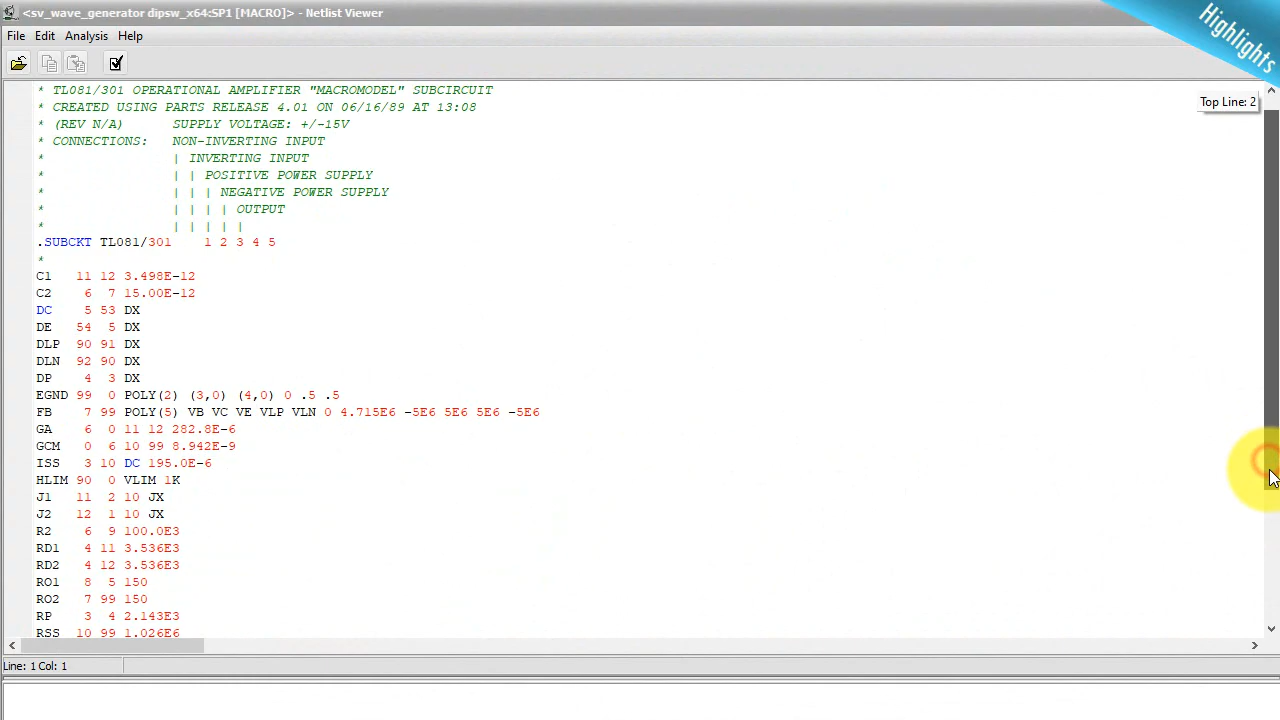 <sv_wave_generator dipsw_x64:SP1 [MACRO]> - Netlist Viewer
Highlights
File Edit Analysis Help
Top Line: 2
* TL081/301 OPERATIONAL AMPLIFIER "MACROMODEL" SUBCIRCUIT
* CREATED USING PARTS RELEASE 4.01 ON 06/16/89 AT 13:08
* (REV N/A) SUPPLY VOLTAGE: +/-15V
* CONNECTIONS: NON-INVERTING INPUT
* | INVERTING INPUT
* | | POSITIVE POWER SUPPLY
* | | | NEGATIVE POWER SUPPLY
* | | | | OUTPUT
* | | | | |
.SUBCKT TL081/301 1 2 3 4 5
*
C1 11 12 3.498E-12
C2 6 7 15.00E-12
DC 5 53 DX
DE 54 5 DX
DLP 90 91 DX
DLN 92 90 DX
DP 4 3 DX
EGND 99 0 POLY(2) (3,0) (4,0) 0 .5 .5
FB 7 99 POLY(5) VB VC VE VLP VLN 0 4.715E6 -5E6 5E6 5E6 -5E6
GA 6 0 11 12 282.8E-6
GCM 0 6 10 99 8.942E-9
ISS 3 10 DC 195.0E-6
HLIM 90 0 VLIM 1K
J1 11 2 10 JX
J2 12 1 10 JX
R2 6 9 100.0E3
RD1 4 11 3.536E3
RD2 4 12 3.536E3
RO1 8 5 150
RO2 7 99 150
RP 3 4 2.143E3
RSS 10 99 1.026E6
Line: 1 Col: 1